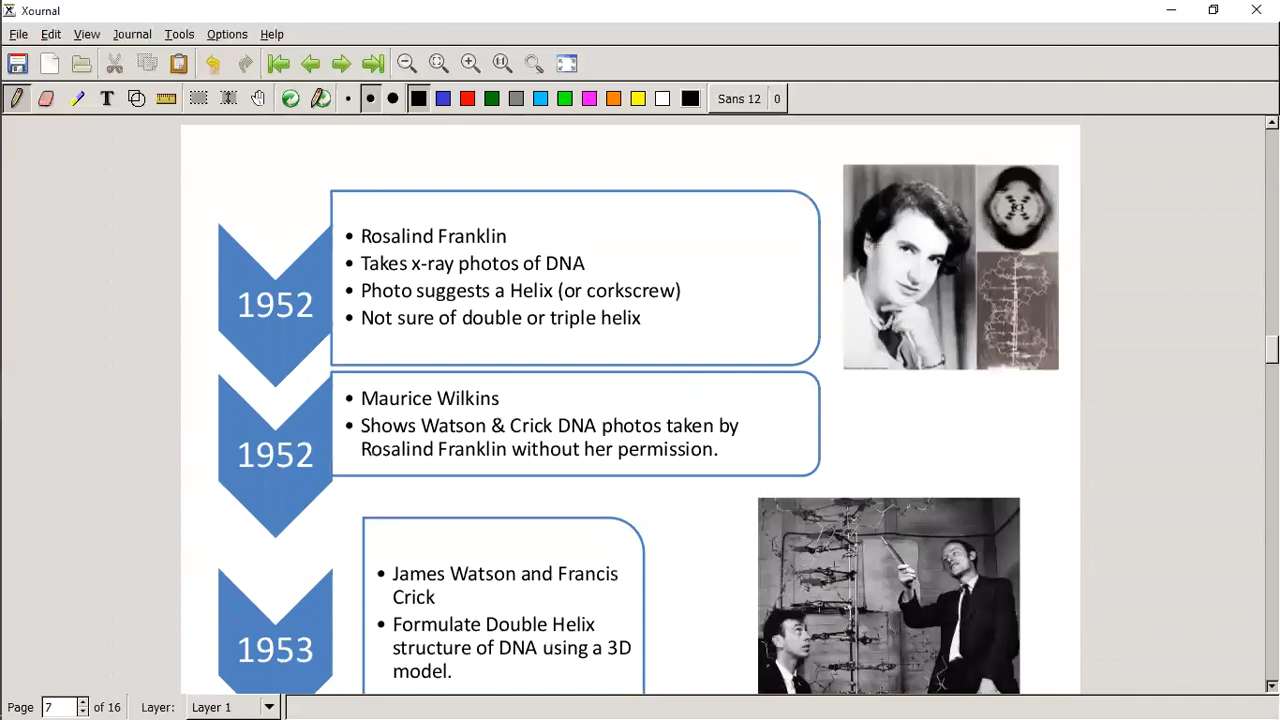 Xournal
File Edit View Journal Tools Options Help
Sans 12 0
1952
• Rosalind Franklin
• Takes x-ray photos of DNA
• Photo suggests a Helix (or corkscrew)
• Not sure of double or triple helix
1952
• Maurice Wilkins
• Shows Watson & Crick DNA photos taken by
Rosalind Franklin without her permission.
1953
• James Watson and Francis
Crick
• Formulate Double Helix
structure of DNA using a 3D
model.
Page 7 of 16 Layer: Layer 1